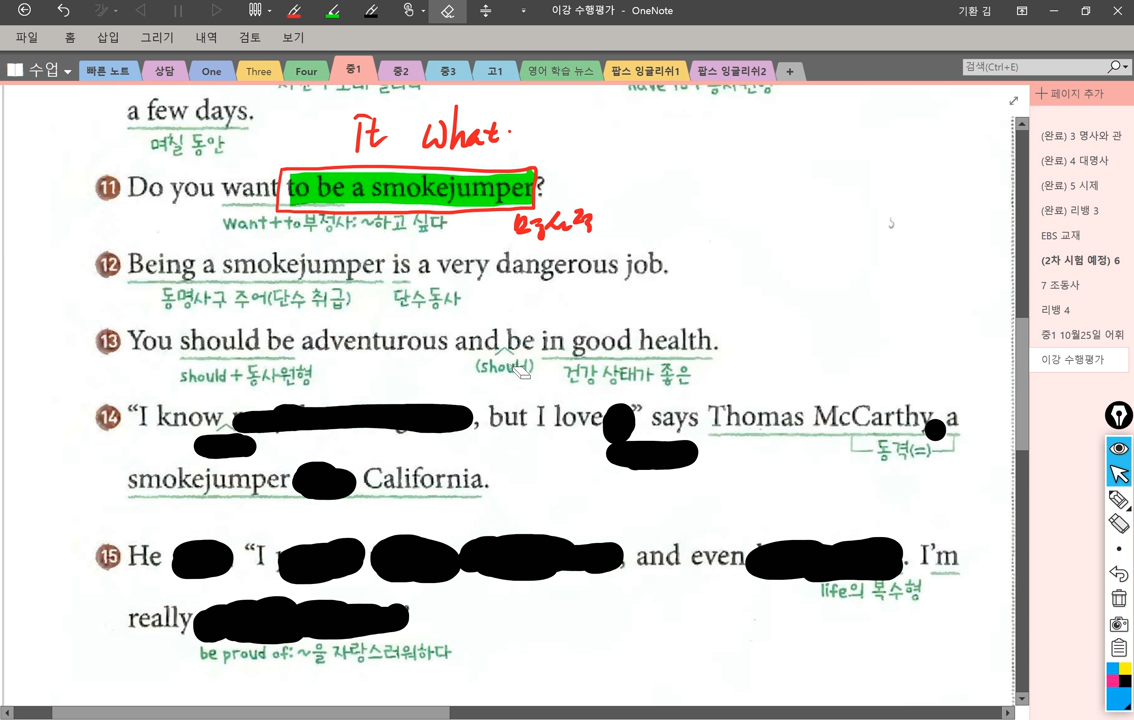 이강 수행평가 - OneNote
기환 김
파일 홈 삽입 그리기 내역 검토 보기
수업 빠른 노트 상담 One Three Four 중1 중2 중3 고1 영어 학습 뉴스 팝스 잉글리쉬1 팝스 잉글리쉬2 +
검색(Ctrl+E)
페이지 추가
(완료) 3 명사와 관
(완료) 4 대명사
(완료) 5 시제
(완료) 리뱅 3
EBS 교재
(2차 시험 예정) 6
7 조동사
리뱅 4
중1 10월25일 어휘
이강 수행평가
a few days.
며칠 동안
It what.
11 Do you want to be a smokejumper?
want+to부정사: ~하고 싶다
12 Being a smokejumper is a very dangerous job.
동명사구 주어(단수 취급) 단수동사
13 You should be adventurous and be in good health.
should+동사원형 (should) 건강 상태가 좋은
14 “I know , but I love ” says Thomas McCarthy a
동격(=)
smokejumper California.
15 He “I , and even . I’m
life의 복수형
really
be proud of: ~을 자랑스러워하다